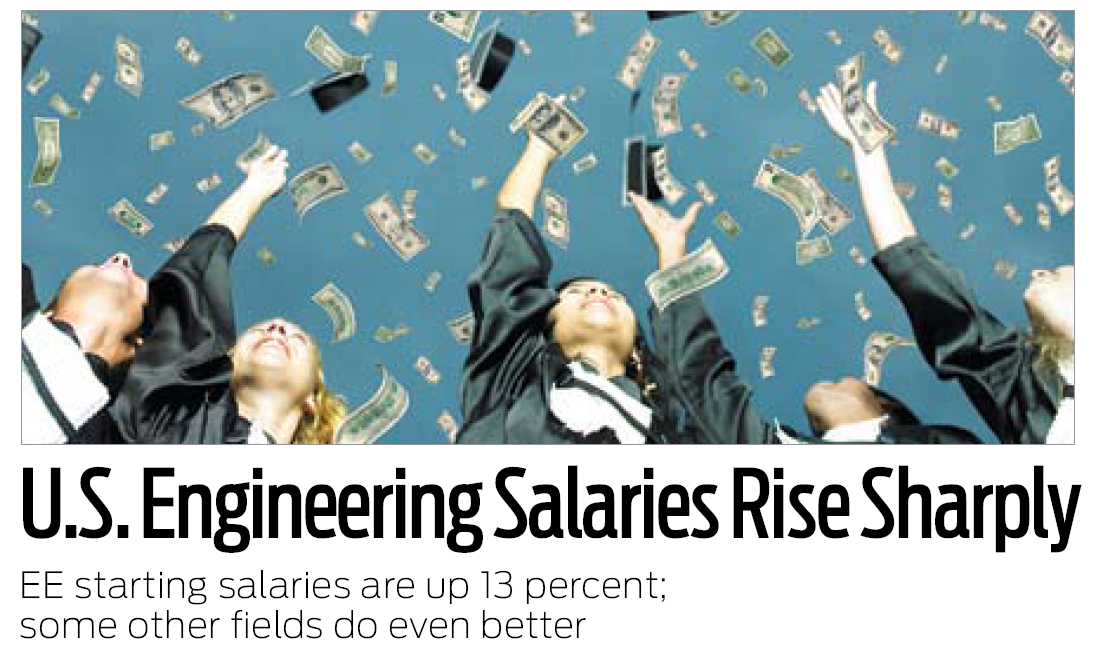 U.S. Engineering Salaries Rise Sharply
EE starting salaries are up 13 percent;
some other fields do even better